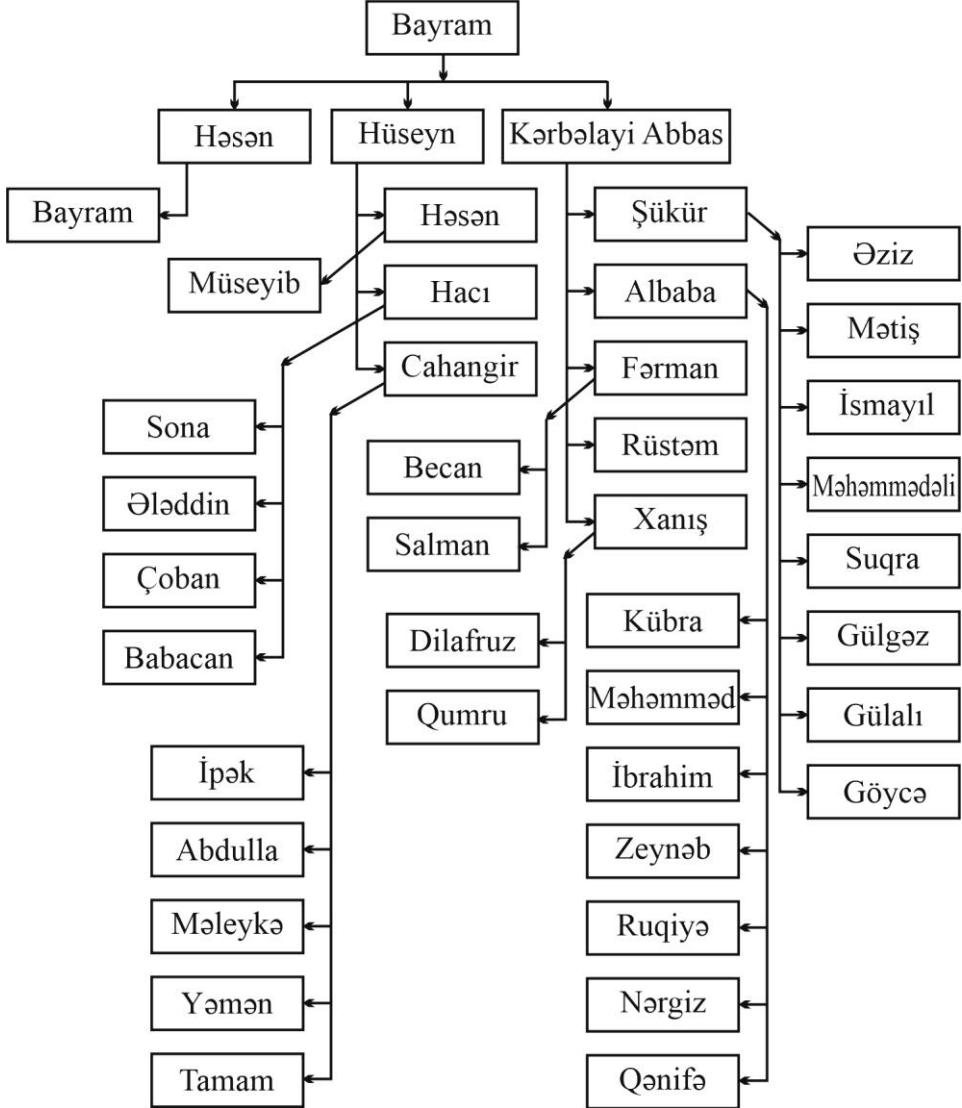 Bayram
Həsən
Hüseyn
Kərbəlayi Abbas
Bayram
Həsən
Şükür
Əziz
Müseyib
Hacı
Albaba
Mətiş
Cahangir
Fərman
İsmayıl
Sona
Becan
Rüstəm
Məhəmmədəli
Ələddin
Salman
Xanış
Suqra
Çoban
Dilafruz
Kübra
Gülgəz
Babacan
Qumru
Məhəmməd
Gülalı
İpək
İbrahim
Göycə
Abdulla
Zeynəb
Məleykə
Ruqiyə
Yəmən
Nərgiz
Tamam
Qənifə